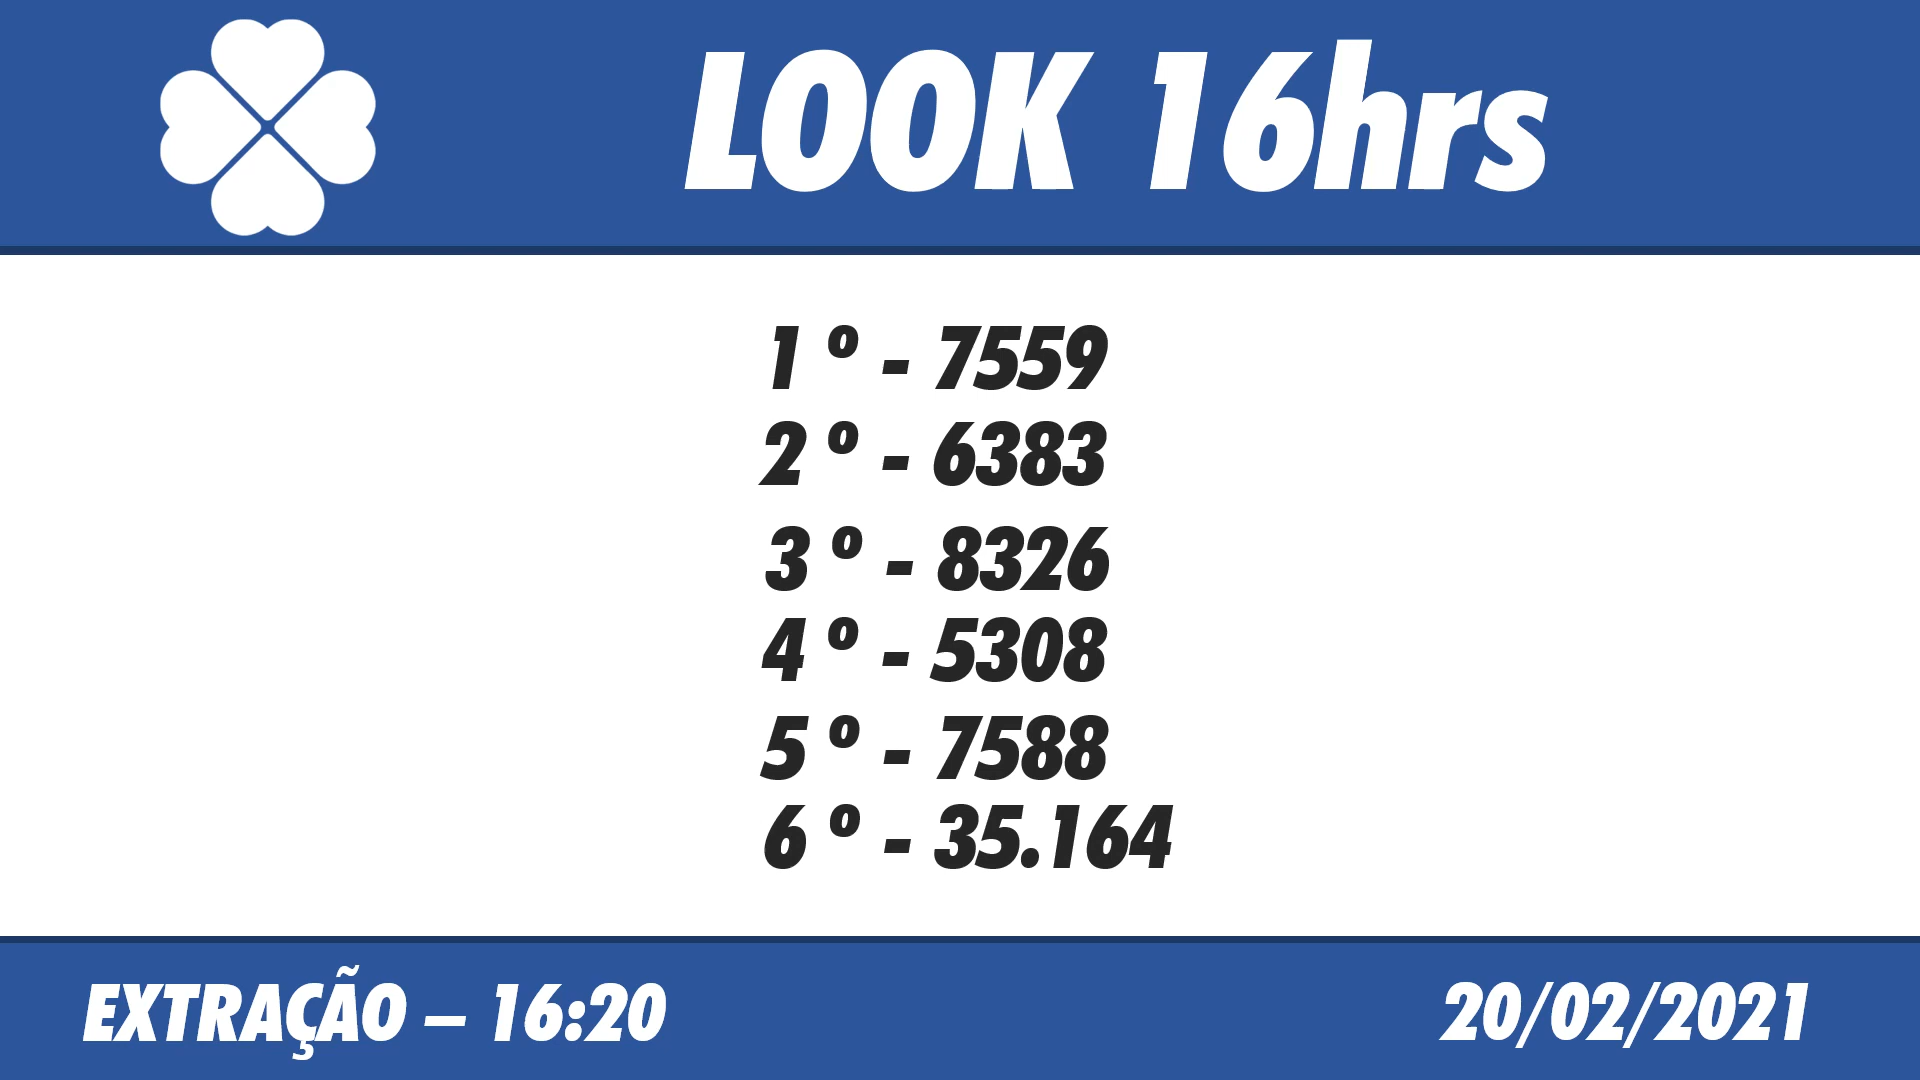 LOOK 16hrs
1 º - 7559
2 º - 6383
3 º - 8326
4 º - 5308
5 º - 7588
6 º - 35.164
EXTRAÇÃO – 16:20
20/02/2021